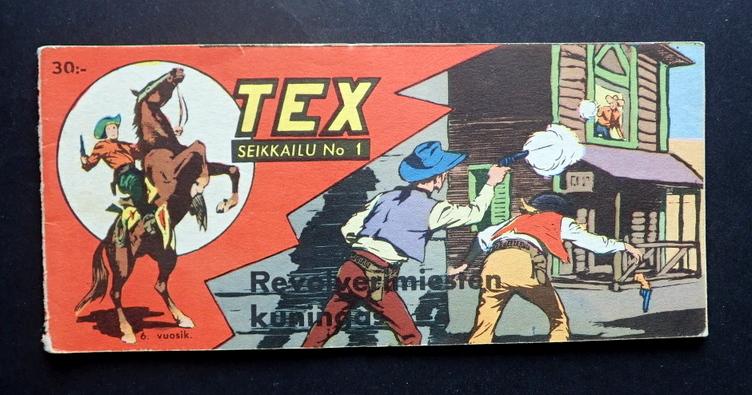 30:-
TEX
SEIKKAILU No 1
Revolverimiesten
kuningas
6. vuosik.